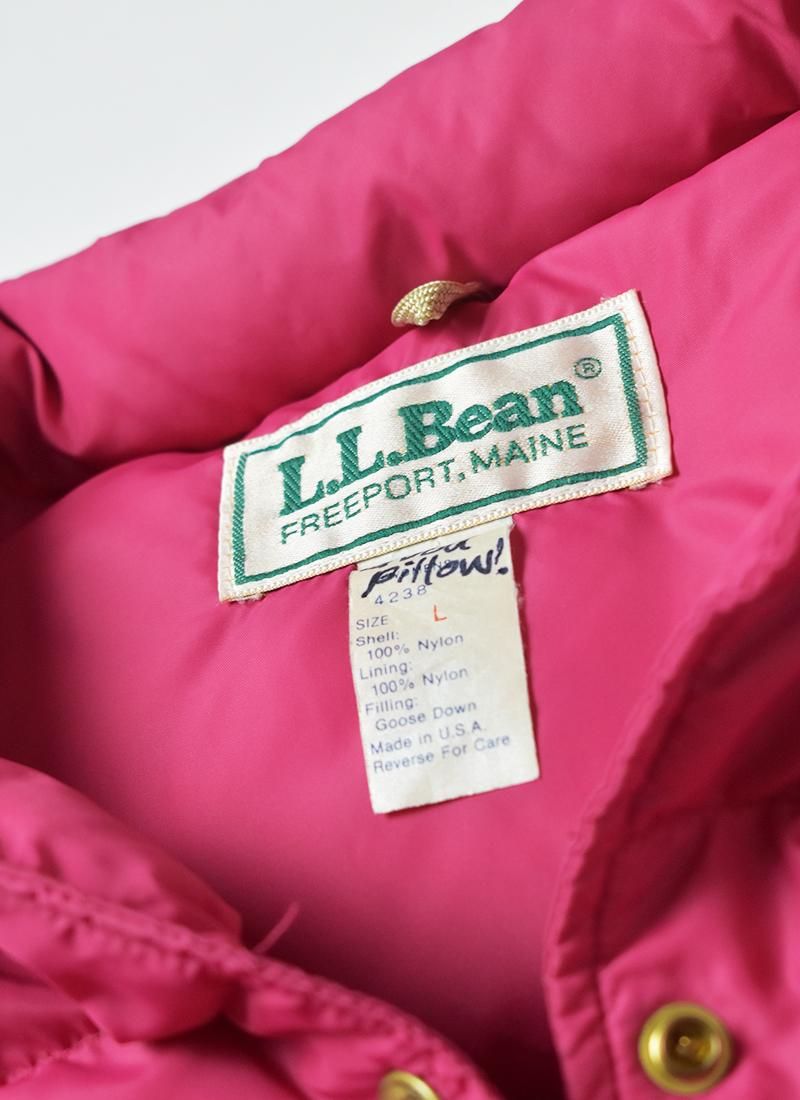 L.L.Bean®
FREEPORT, MAINE
pillow!
4238
SIZE L
Shell:
100% Nylon
Lining:
100% Nylon
Filling:
Goose Down
Made in U.S.A.
Reverse For Care